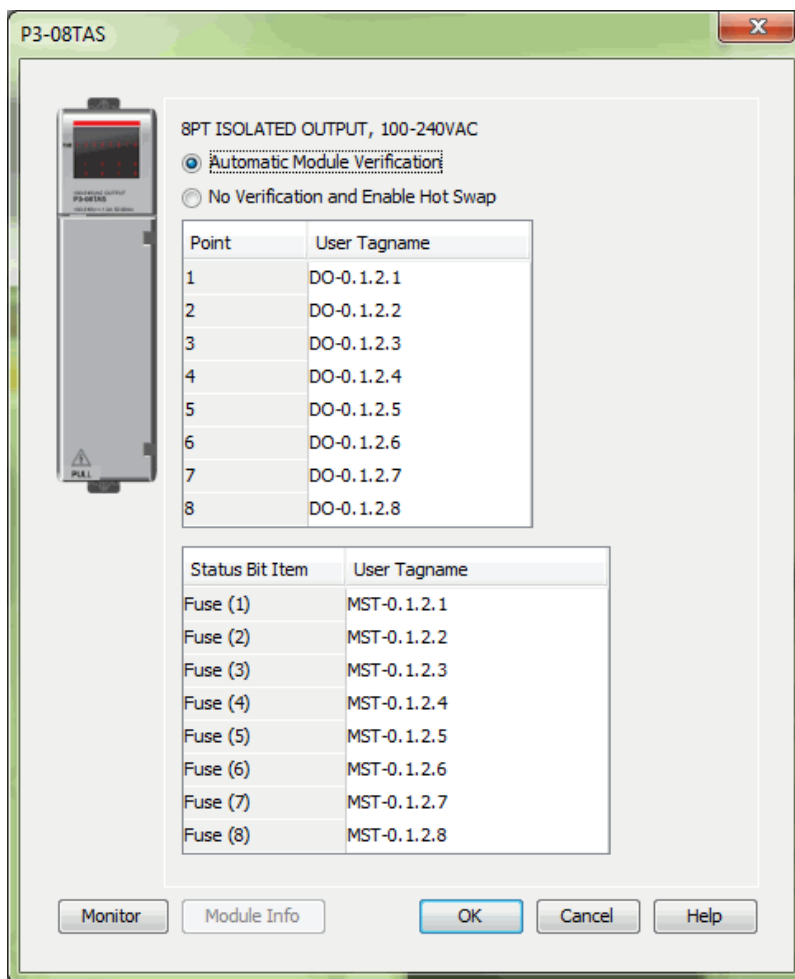 P3-08TAS
8PT ISOLATED OUTPUT, 100-240VAC
Automatic Module Verification
No Verification and Enable Hot Swap
P3-08TAS
PULL
Point User Tagname
1 DO-0.1.2.1
2 DO-0.1.2.2
3 DO-0.1.2.3
4 DO-0.1.2.4
5 DO-0.1.2.5
6 DO-0.1.2.6
7 DO-0.1.2.7
8 DO-0.1.2.8
Status Bit Item User Tagname
Fuse (1) MST-0.1.2.1
Fuse (2) MST-0.1.2.2
Fuse (3) MST-0.1.2.3
Fuse (4) MST-0.1.2.4
Fuse (5) MST-0.1.2.5
Fuse (6) MST-0.1.2.6
Fuse (7) MST-0.1.2.7
Fuse (8) MST-0.1.2.8
Monitor Module Info OK Cancel Help